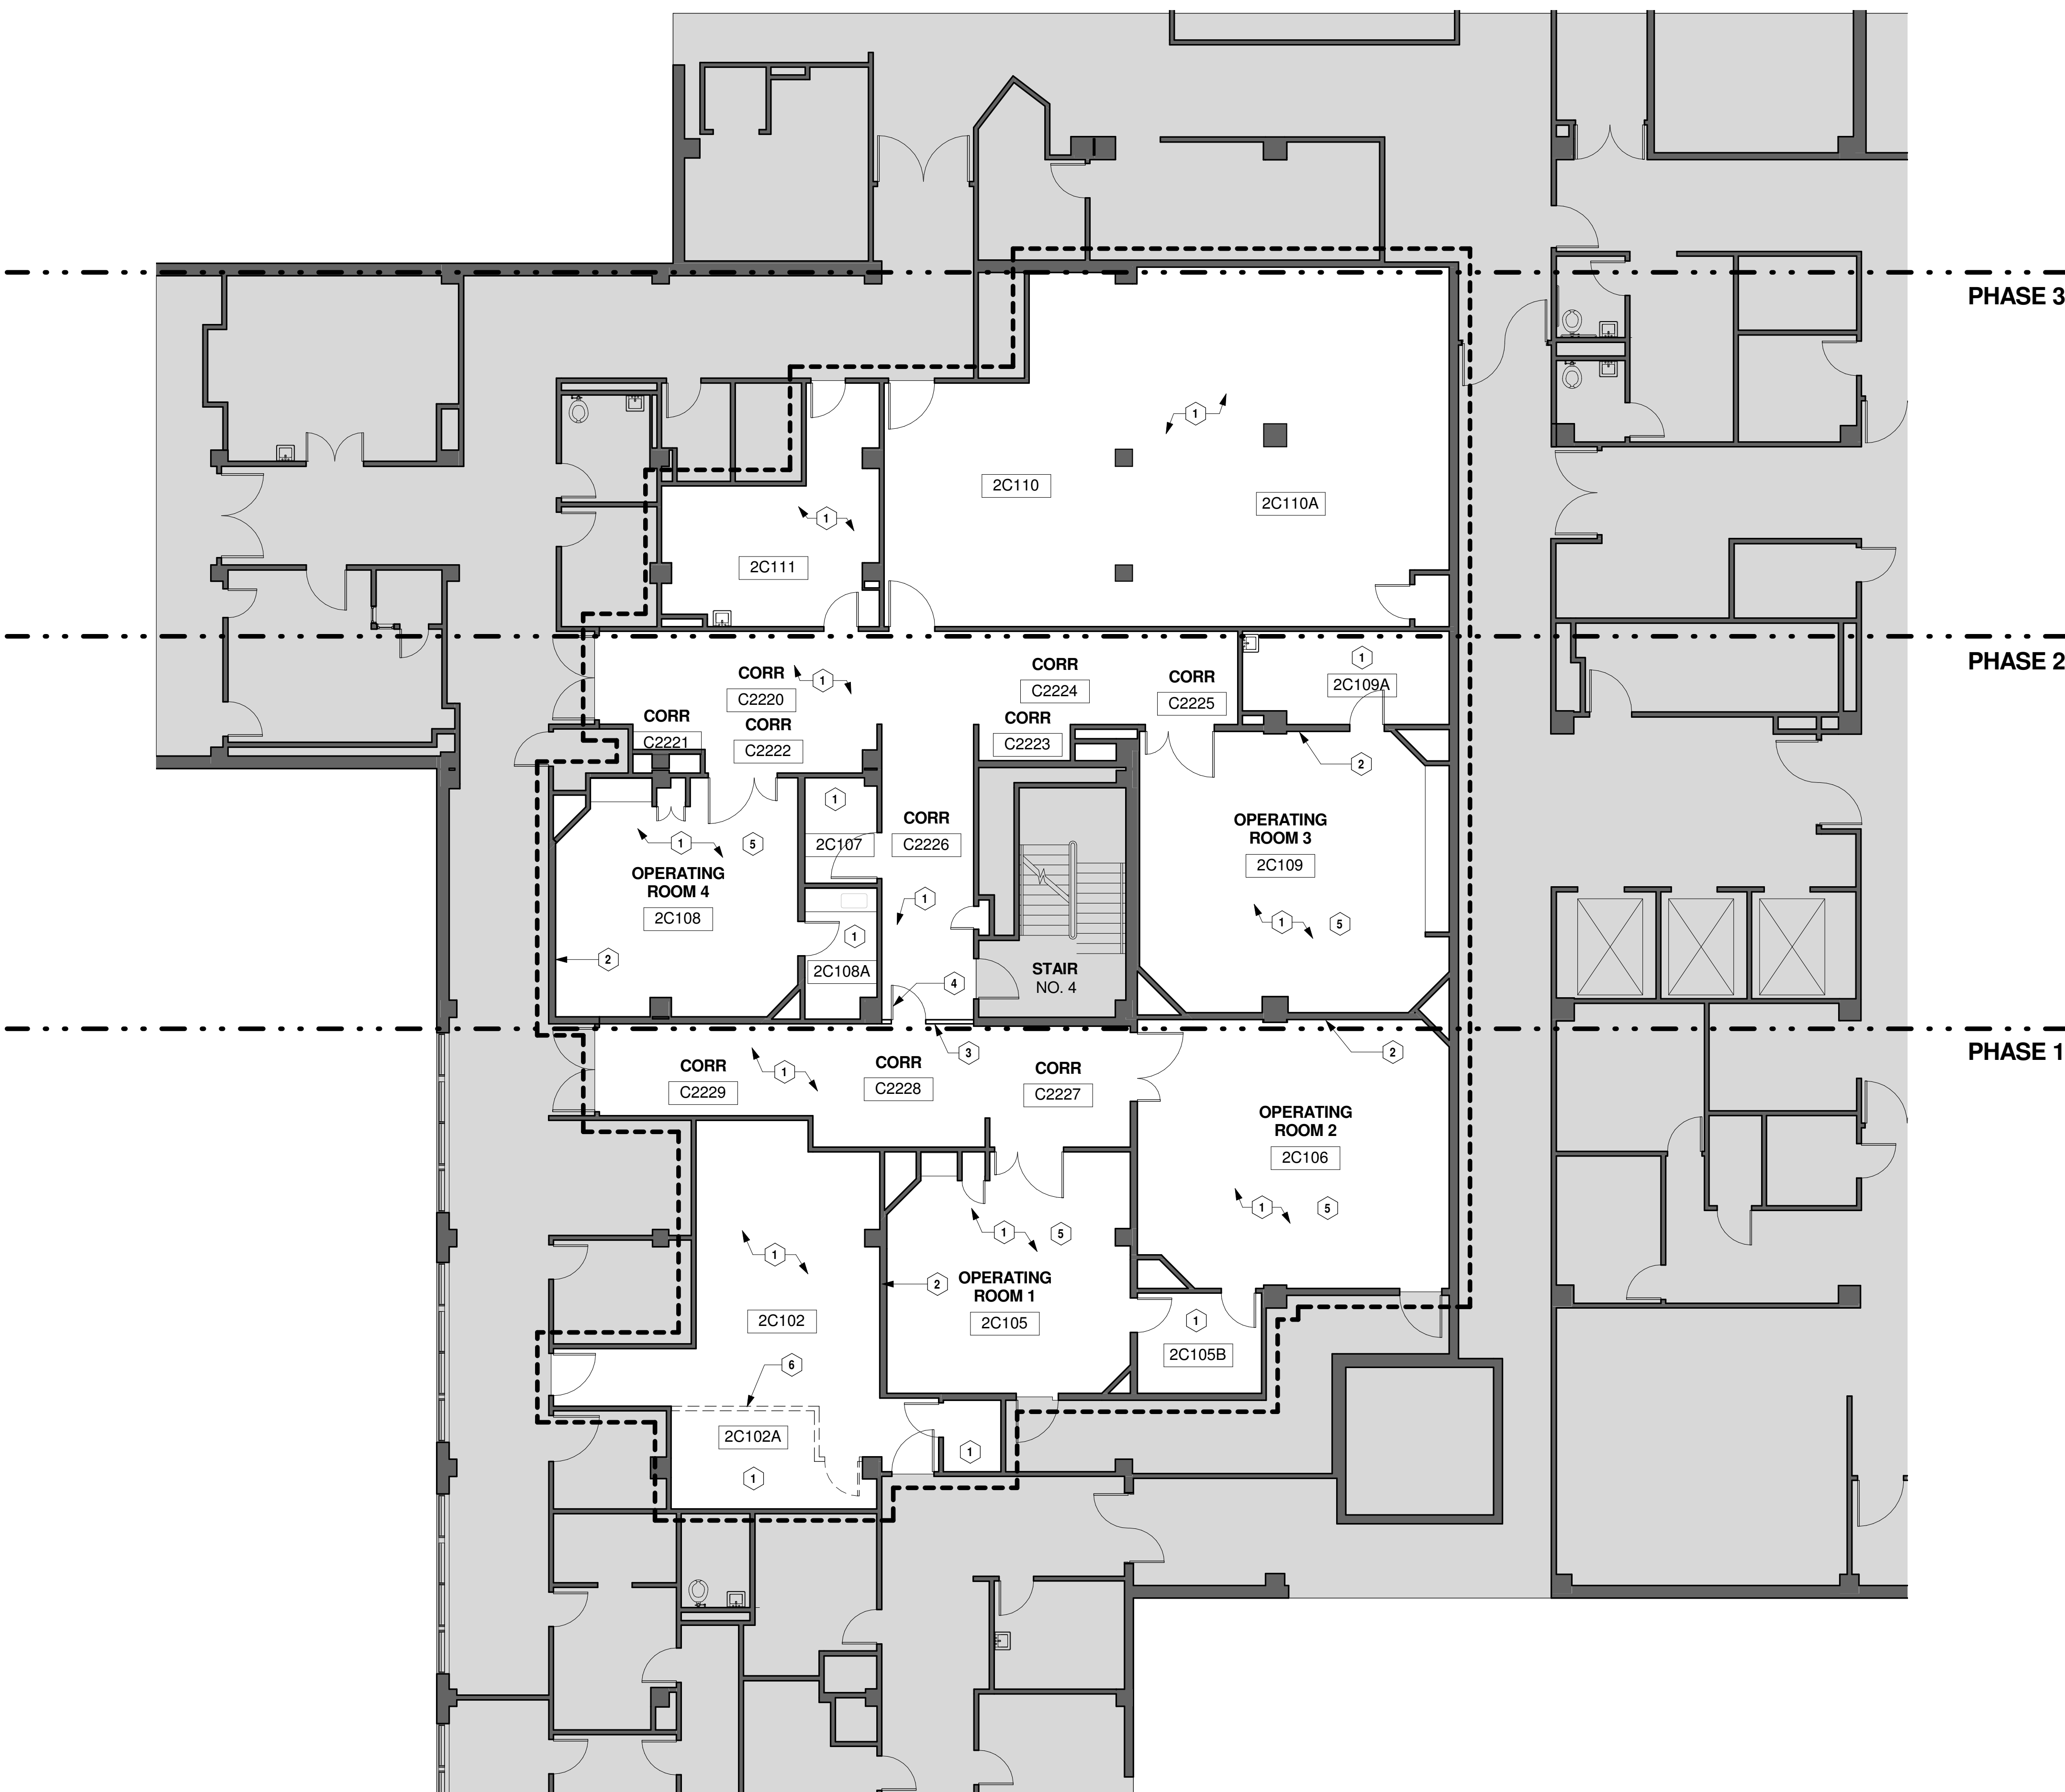 PHASE 3
1
2C110
2C110A
1
2C111
PHASE 2
CORR
C2220
1
CORR
C2224
CORR
C2225
1
2C109A
CORR
C2221
CORR
C2222
CORR
C2223
2
1
2C107
CORR
C2226
OPERATING
ROOM 3
2C109
1
5
OPERATING
ROOM 4
2C108
1
1
5
1
2C108A
2
4
STAIR
NO. 4
PHASE 1
3
2
CORR
C2229
1
CORR
C2228
CORR
C2227
OPERATING
ROOM 2
2C106
1
5
1
1
5
2
OPERATING
ROOM 1
2C105
2C102
1
2C105B
6
2C102A
1
1